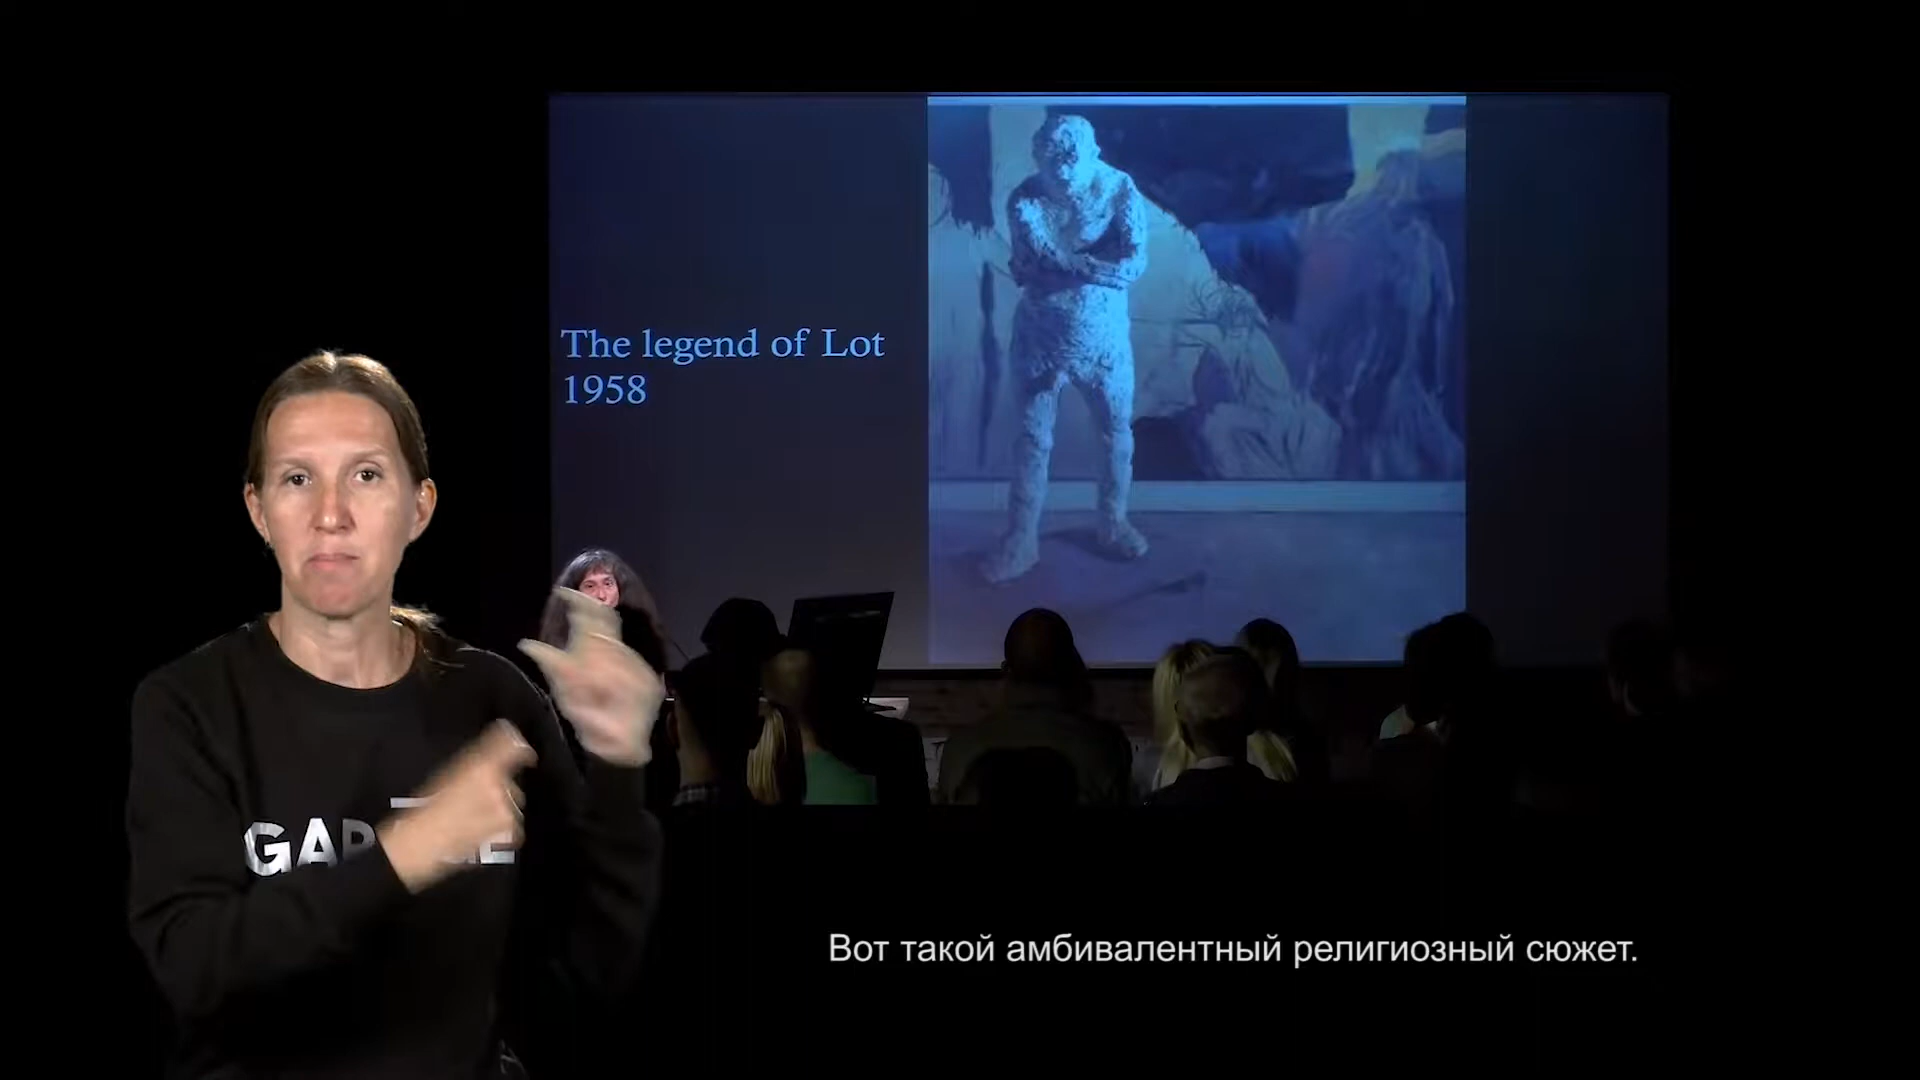 The legend of Lot
1958
Вот такой амбивалентный религиозный сюжет.